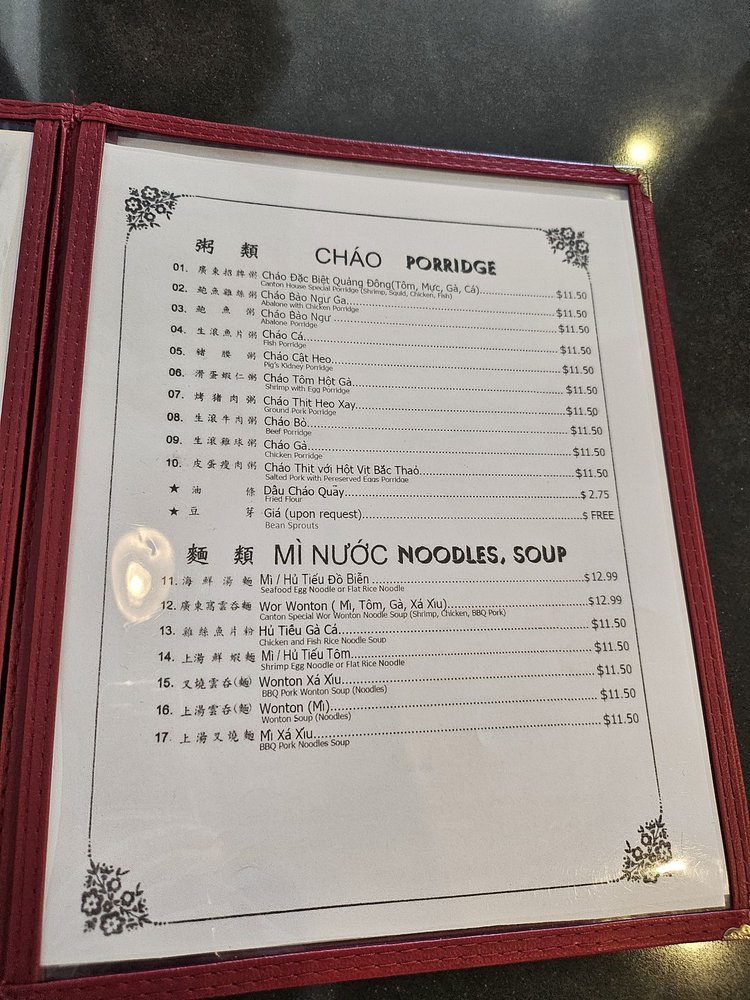 粥 類 CHÁO PORRIDGE
01. 廣東招牌粥 Cháo Đặc Biệt Quảng Đông(Tôm, Mực, Gà, Cá)........ $11.50
Canton House Special Porridge (Shrimp, Squid, Chicken, Fish)
02. 鮑魚雞絲粥 Cháo Bào Ngư Gà........ $11.50
Abalone with Chicken Porridge
03. 鮑魚粥 Cháo Bào Ngư ........ $11.50
Abalone Porridge
04. 生滾魚片粥 Cháo Cá........ $11.50
Fish Porridge
05. 豬腰粥 Cháo Cật Heo........ $11.50
Pig's Kidney Porridge
06. 滑蛋蝦仁粥 Cháo Tôm Hột Gà........ $11.50
Shrimp with Egg Porridge
07. 烤豬肉粥 Cháo Thịt Heo Xay........ $11.50
Ground Pork Porridge
08. 生滾牛肉粥 Cháo Bò........ $11.50
Beef Porridge
09. 生滾雞球粥 Cháo Gà........ $11.50
Chicken Porridge
10. 皮蛋瘦肉粥 Cháo Thịt với Hột Vịt Bắc Thaỏ........ $11.50
Salted Pork with Pereserved Eggs Porridge
★ 油條 Dầu Cháo Quẩy........ $ 2.75
Fried Flour
★ 豆芽 Giá (upon request)........ $ FREE
Bean Sprouts
麵 類 MÌ NƯỚC NOODLES, SOUP
11. 海鮮湯麵 Mì / Hủ Tiếu Đồ Biển ........ $12.99
Seafood Egg Noodle or Flat Rice Noodle
12. 廣東窩雲吞麵 Wor Wonton ( Mì, Tôm, Gà, Xá Xíu)........ $12.99
Canton Special Wor Wonton Noodle Soup (Shrimp, Chicken, BBQ Pork)
13. 雞絲魚片粉 Hủ Tiếu Gà Cá........ $11.50
Chicken and Fish Rice Noodle Soup
14. 上湯鮮蝦麵 Mì / Hủ Tiếu Tôm........ $11.50
Shrimp Egg Noodle or Flat Rice Noodle
15. 叉燒雲吞(麵) Wonton Xá Xíu........ $11.50
BBQ Pork Wonton Soup (Noodles)
16. 上湯雲吞(麵) Wonton (Mì)........ $11.50
Wonton Soup (Noodles)
17. 上湯叉燒麵 Mì Xá Xíu........ $11.50
BBQ Pork Noodles Soup